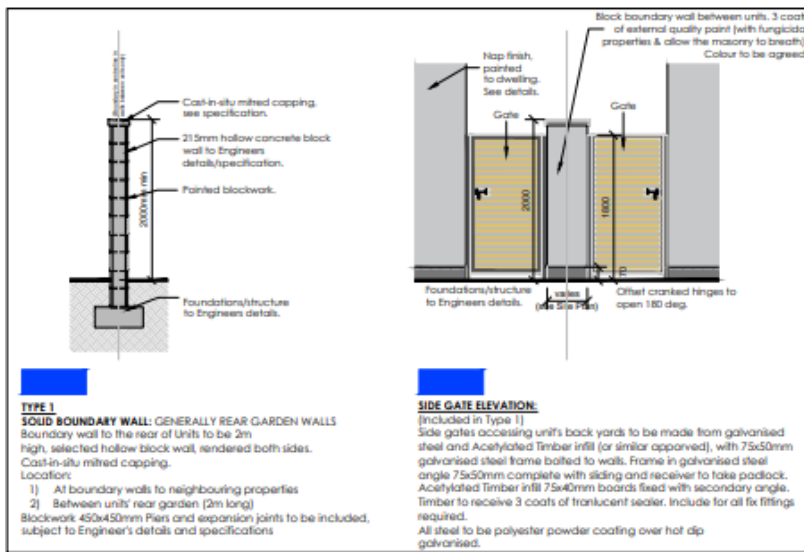 Boundary to centreline
Cast-in-situ mitred capping,
see specification.
215mm hollow concrete block
wall to Engineers
details/specification.
Painted blockwork.
2000mm min
Foundations/structure
to Engineers details.
TYPE 1
SOLID BOUNDARY WALL: GENERALLY REAR GARDEN WALLS
Boundary wall to the rear of Units to be 2m
high, selected hollow block wall, rendered both sides.
Cast-in-situ mitred capping.
Location:
1) At boundary walls to neighbouring properties
2) Between units' rear garden (2m long)
Blockwork 450x450mm Piers and expansion joints to be included,
subject to Engineer's details and specifications
Block boundary wall between units. 3 coat
of external quality paint (with fungicida
properties & allow the masonry to breath)
Colour to be agreed
Nap finish,
painted
to dwelling.
See details.
Gate
Gate
2000
1800
70
Foundations/structure
to Engineers details.
varies
(see Site Plan)
Offset cranked hinges to
open 180 deg.
SIDE GATE ELEVATION:
(Included in Type 1)
Side gates accessing unit's back yards to be made from galvanised
steel and Acetylated Timber infill (or similar apporved), with 75x50mm
galvanised steel frame bolted to walls. Frame in galvanised steel
angle 75x50mm complete with sliding and receiver to take padlock.
Acetylated Timber infill 75x40mm boards fixed with secondary angle.
Timber to receive 3 coats of tranlucent sealer. Include for all fix fittings
required.
All steel to be polyester powder coating over hot dip
galvanised.